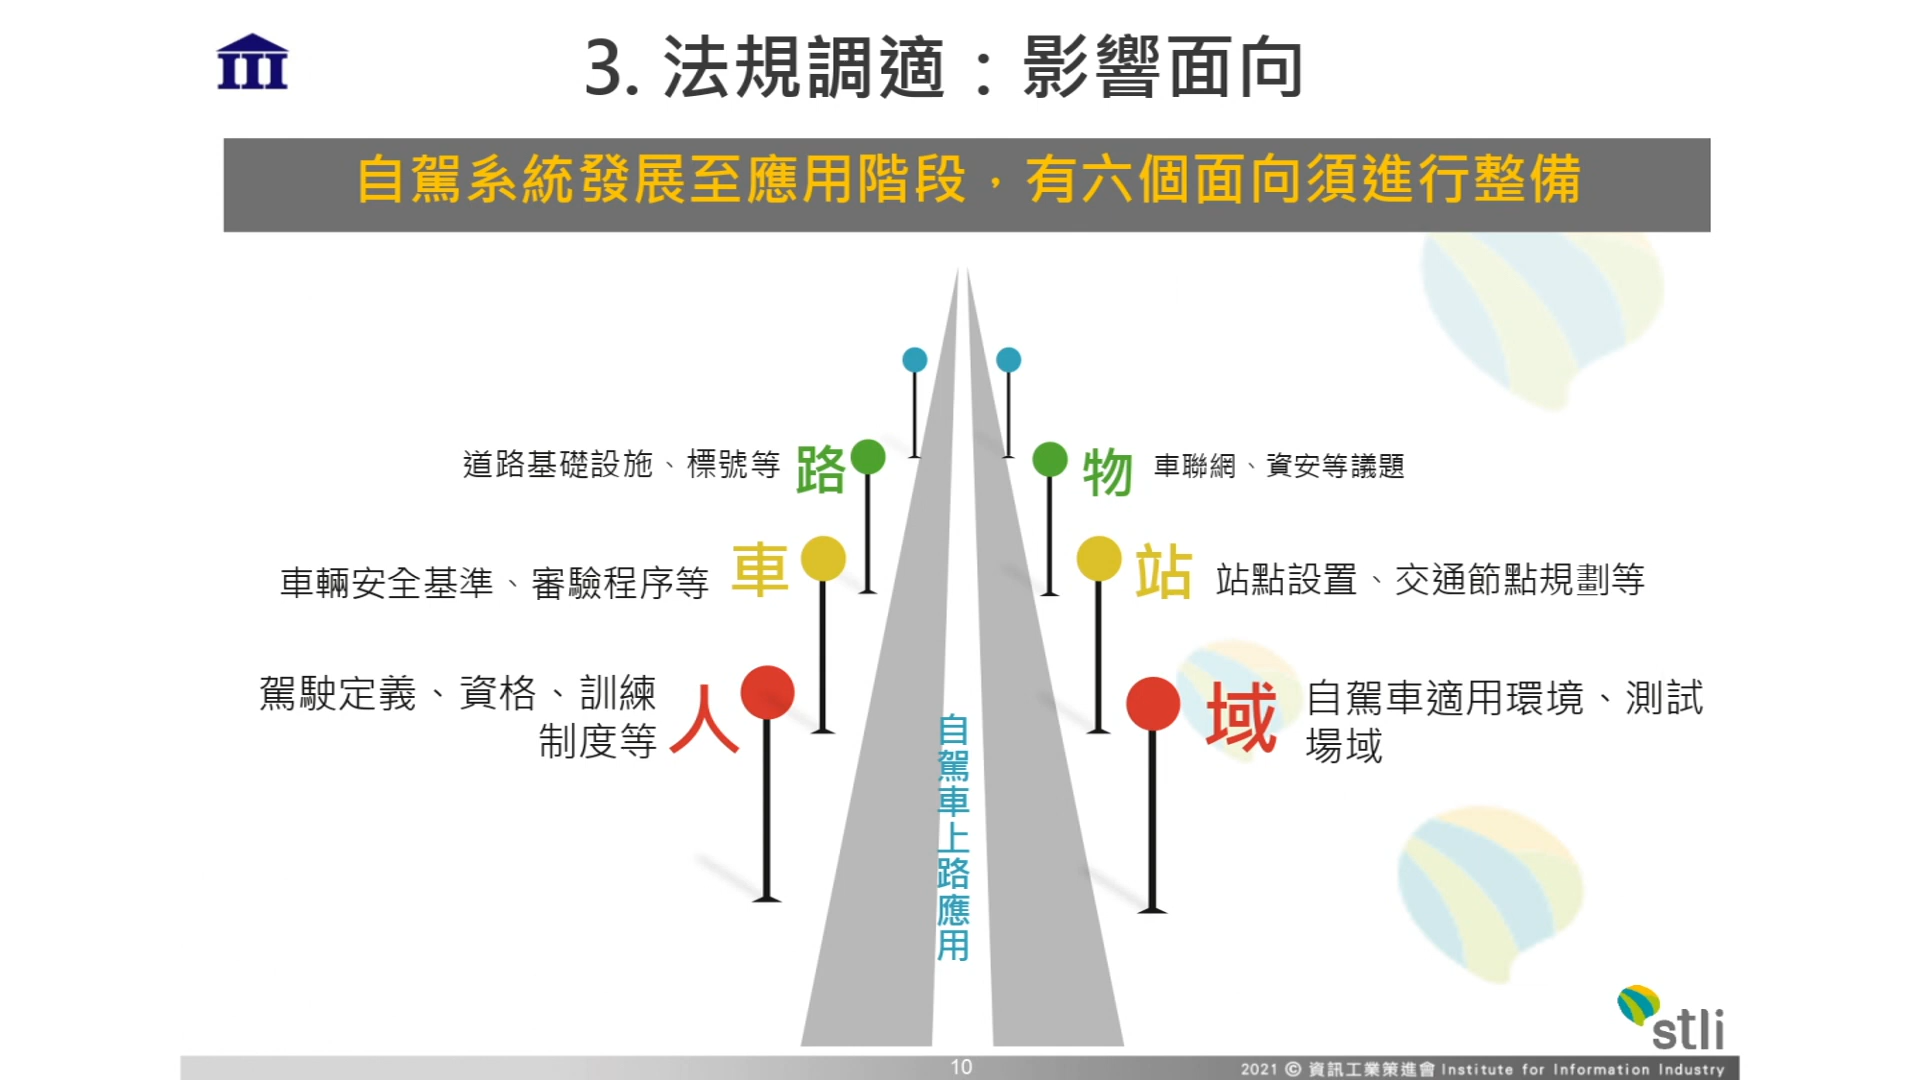 3. 法規調適：影響面向
自駕系統發展至應用階段，有六個面向須進行整備
道路基礎設施、標號等
路
物
車聯網、資安等議題
車輛安全基準、審驗程序等
車
站
站點設置、交通節點規劃等
駕駛定義、資格、訓練
制度等
人
域
自駕車適用環境、測試
場域
自駕車上路應用
stli
10
2021 © 資訊工業策進會 Institute for Information Industry